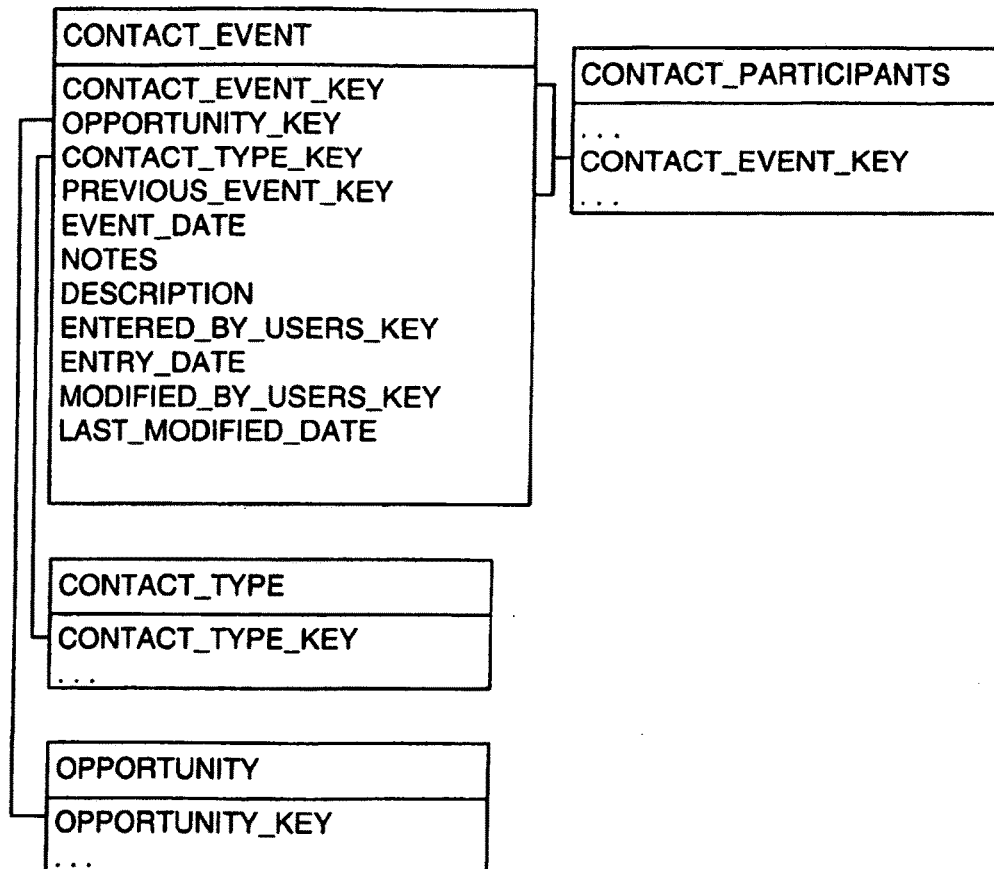 CONTACT_EVENT
CONTACT_EVENT_KEY
OPPORTUNITY_KEY
CONTACT_TYPE_KEY
PREVIOUS_EVENT_KEY
EVENT_DATE
NOTES
DESCRIPTION
ENTERED_BY_USERS_KEY
ENTRY_DATE
MODIFIED_BY_USERS_KEY
LAST_MODIFIED_DATE
CONTACT_PARTICIPANTS
. . .
CONTACT_EVENT_KEY
. . .
CONTACT_TYPE
CONTACT_TYPE_KEY
. . .
OPPORTUNITY
OPPORTUNITY_KEY
. . .